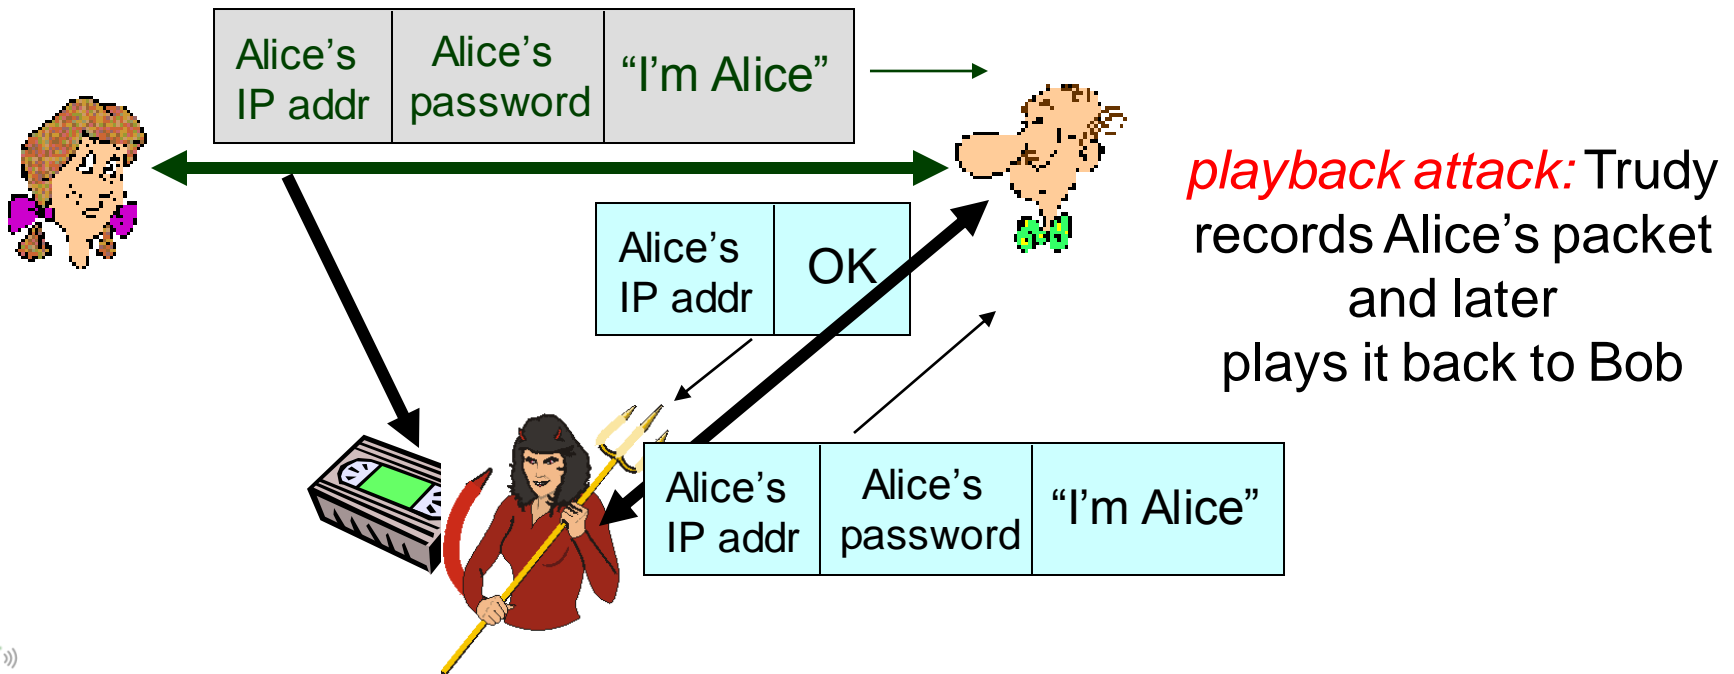 Alice’s
IP addr
Alice’s
password
“I’m Alice”
Alice’s
IP addr
OK
playback attack: Trudy
records Alice’s packet
and later
plays it back to Bob
Alice’s
IP addr
Alice’s
password
“I’m Alice”